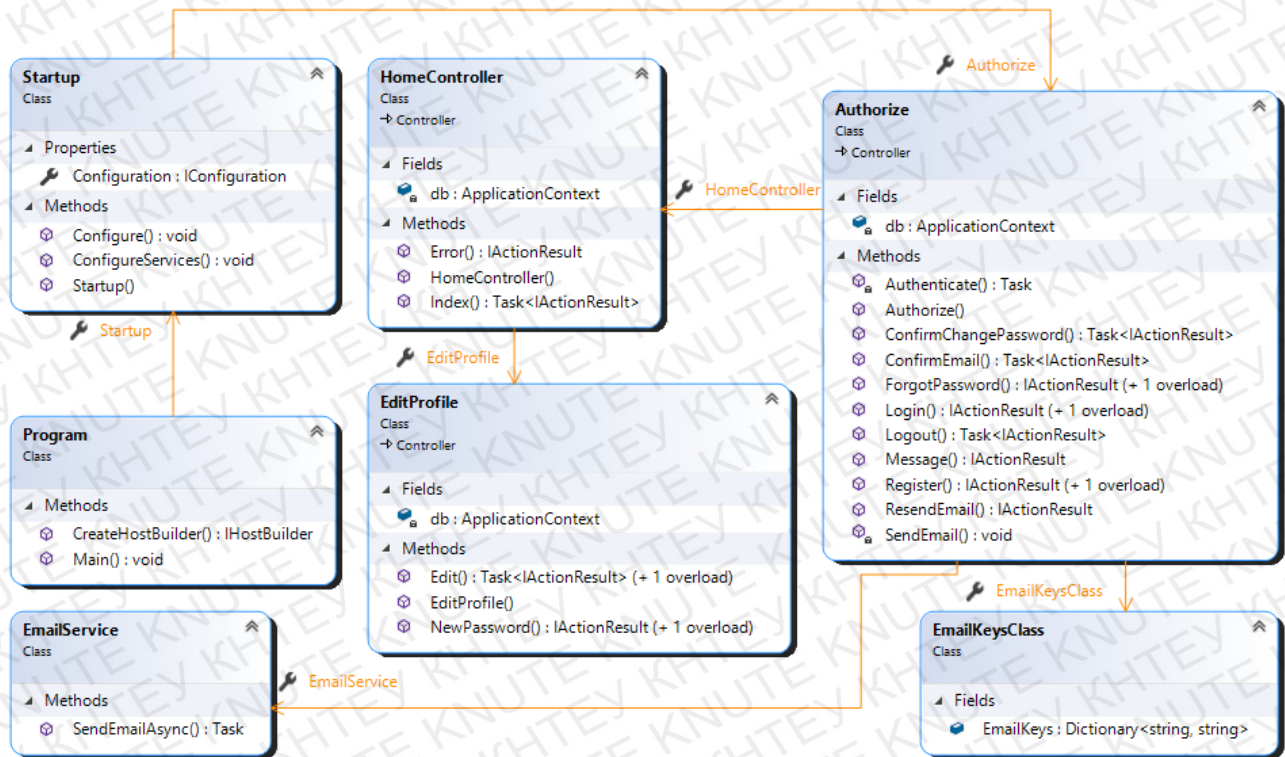 Startup
Class
Properties
Configuration : IConfiguration
Methods
Configure() : void
ConfigureServices() : void
Startup()
Startup
Program
Class
Methods
CreateHostBuilder() : IHostBuilder
Main() : void
EmailService
Class
Methods
SendEmailAsync() : Task
EmailService
HomeController
Class
Controller
Fields
db : ApplicationContext
Methods
Error() : IActionResult
HomeController()
Index() : Task<IActionResult>
HomeController
EditProfile
EditProfile
Class
Controller
Fields
db : ApplicationContext
Methods
Edit() : Task<IActionResult> (+ 1 overload)
EditProfile()
NewPassword() : IActionResult (+ 1 overload)
Authorize
Authorize
Class
Controller
Fields
db : ApplicationContext
Methods
Authenticate() : Task
Authorize()
ConfirmChangePassword() : Task<IActionResult>
ConfirmEmail() : Task<IActionResult>
ForgotPassword() : IActionResult (+ 1 overload)
Login() : IActionResult (+ 1 overload)
Logout() : Task<IActionResult>
Message() : IActionResult
Register() : IActionResult (+ 1 overload)
ResendEmail() : IActionResult
SendEmail() : void
EmailKeysClass
EmailKeysClass
Class
Fields
EmailKeys : Dictionary<string, string>
КНТЕУ KNUTE